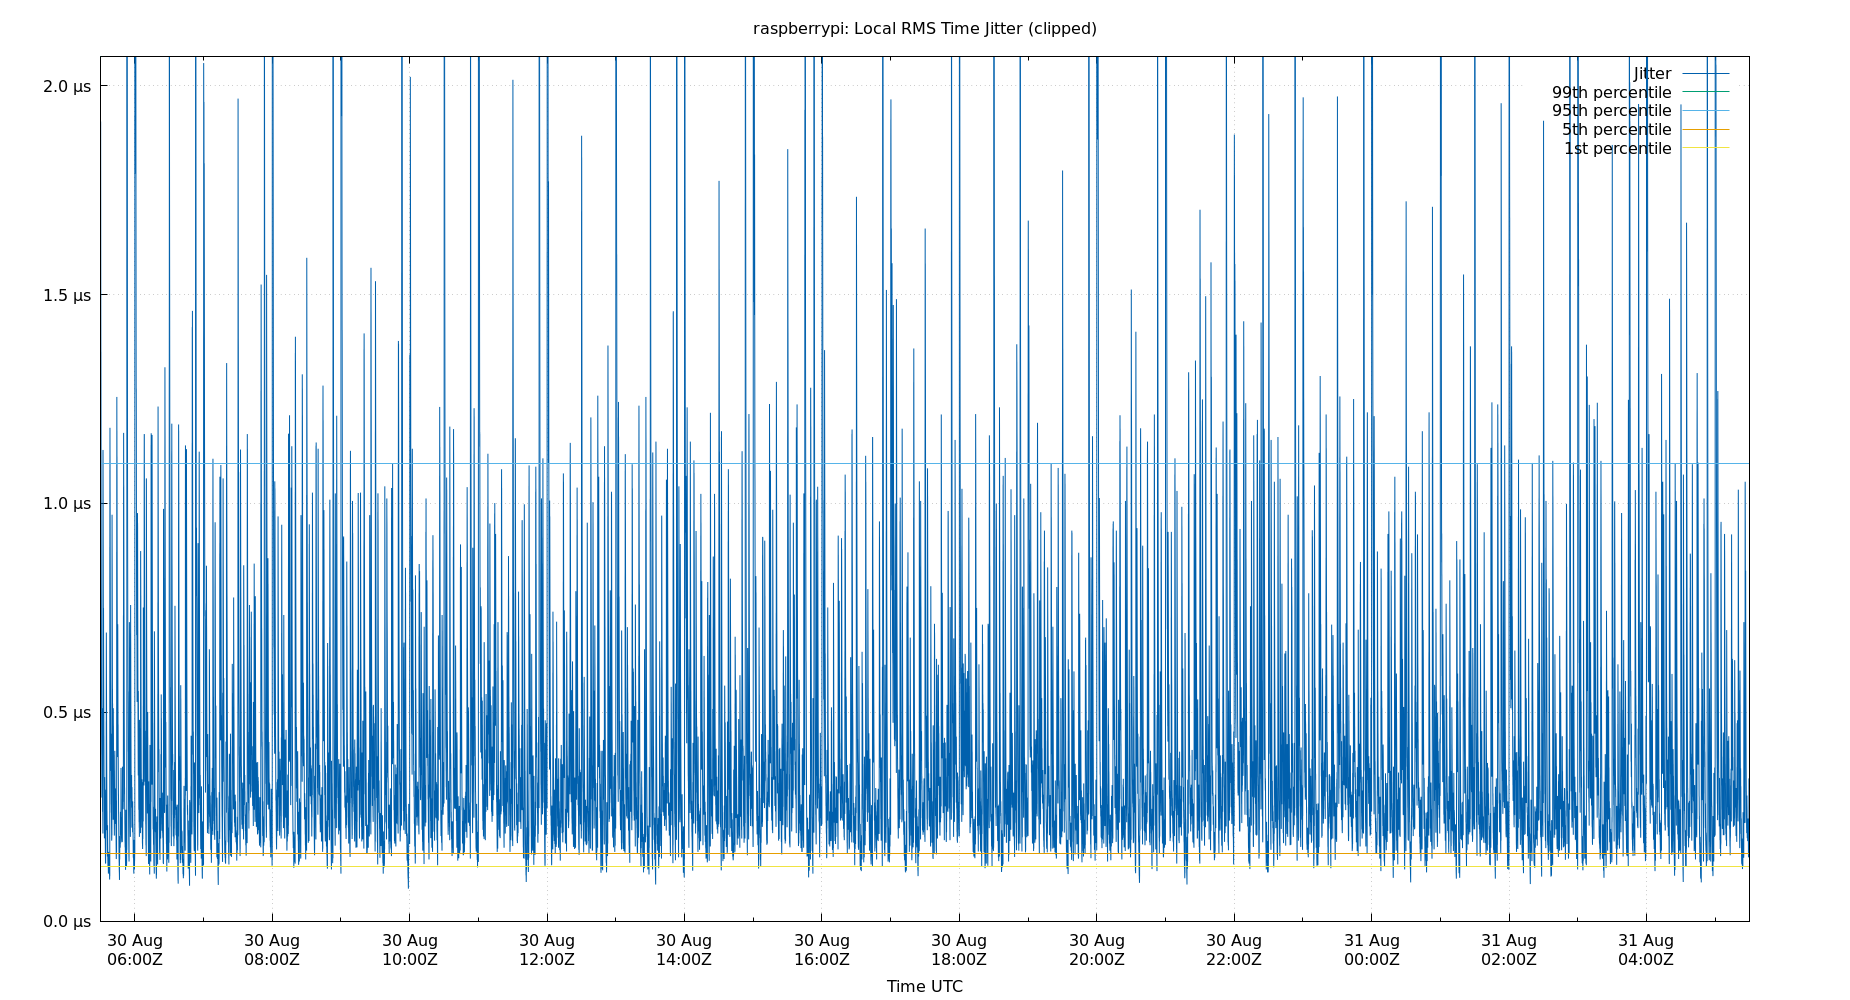 raspberrypi: Local RMS Time Jitter (clipped)
2.0 µs
1.5 µs
1.0 µs
0.5 µs
0.0 µs
Jitter
99th percentile
95th percentile
5th percentile
1st percentile
30 Aug 30 Aug 30 Aug 30 Aug 30 Aug 30 Aug 30 Aug 30 Aug 30 Aug 31 Aug 31 Aug 31 Aug
06:00Z 08:00Z 10:00Z 12:00Z 14:00Z 16:00Z 18:00Z 20:00Z 22:00Z 00:00Z 02:00Z 04:00Z
Time UTC